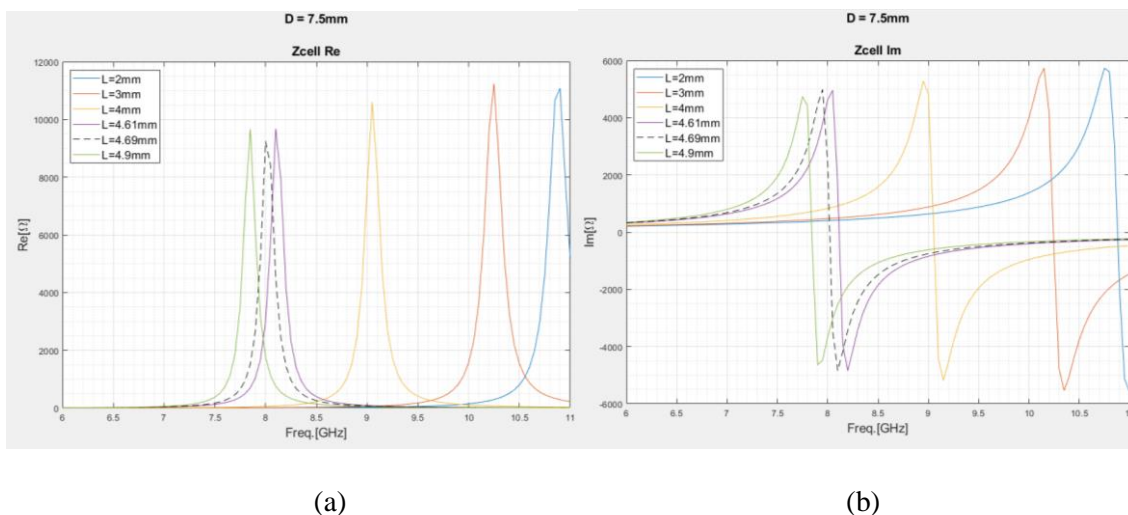 D = 7.5mm
Zcell Re
12000
10000
8000
6000
4000
2000
0
Re[Ω]
L=2mm
L=3mm
L=4mm
L=4.61mm
L=4.69mm
L=4.9mm
6
6.5
7
7.5
8
8.5
9
9.5
10
10.5
11
Freq.[GHz]
(a)
D = 7.5mm
Zcell Im
6000
4000
2000
0
-2000
-4000
-6000
Im[Ω]
L=2mm
L=3mm
L=4mm
L=4.61mm
L=4.69mm
L=4.9mm
6
6.5
7
7.5
8
8.5
9
9.5
10
10.5
Freq.[GHz]
(b)